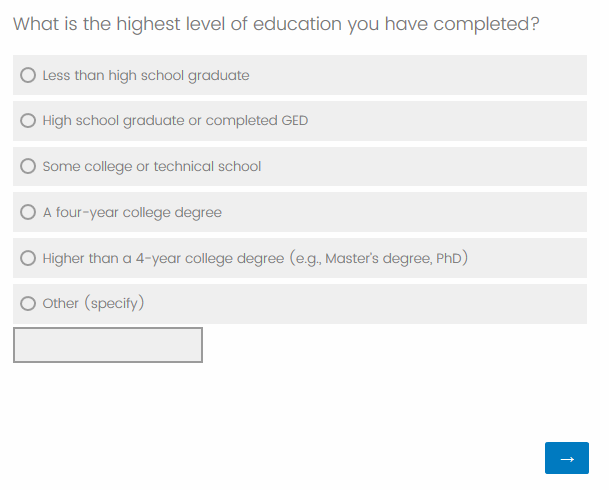 What is the highest level of education you have completed?
Less than high school graduate
High school graduate or completed GED
Some college or technical school
A four-year college degree
Higher than a 4-year college degree (e.g., Master's degree, PhD)
Other (specify)
→